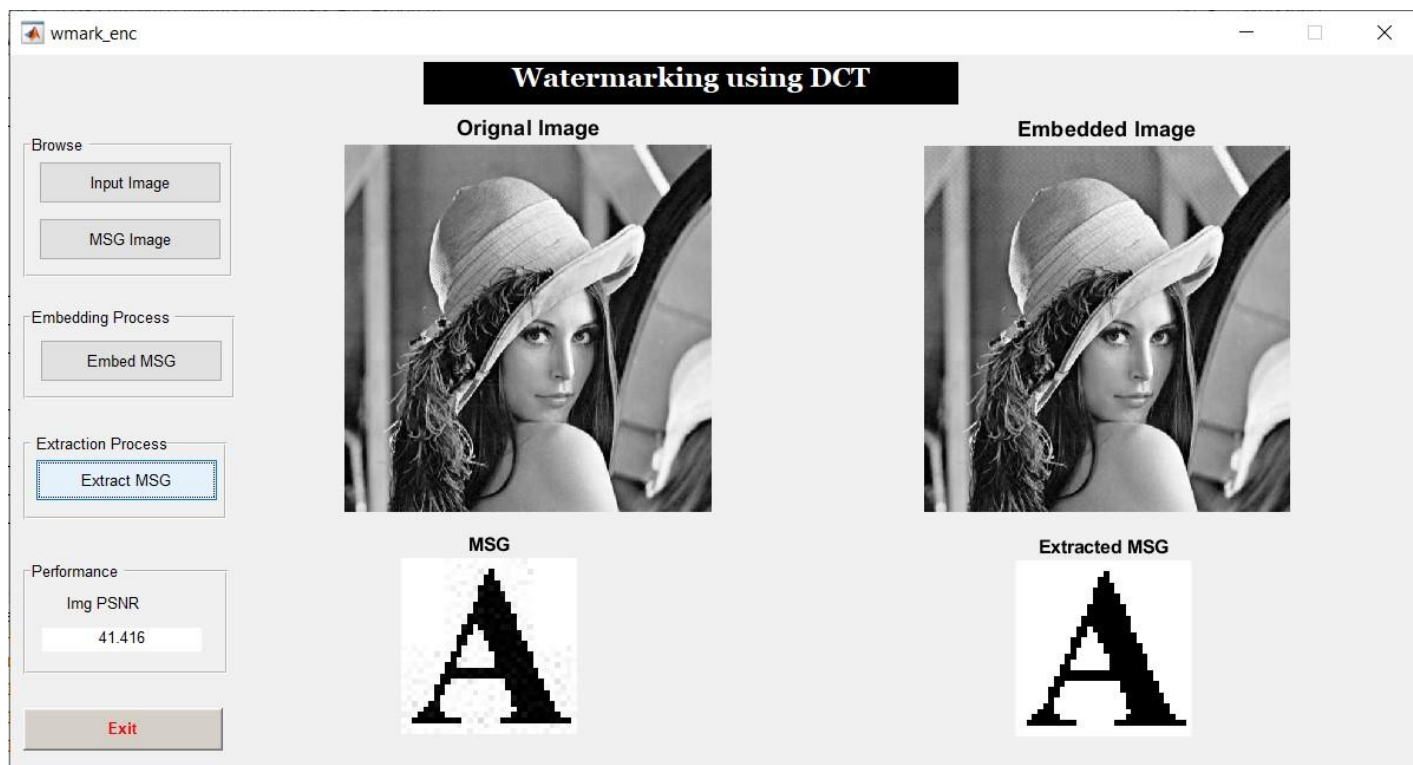 wmark_enc
Watermarking using DCT
Browse
Input Image
MSG Image
Embedding Process
Embed MSG
Extraction Process
Extract MSG
Performance
Img PSNR
41.416
Exit
Orignal Image
Embedded Image
MSG
A
Extracted MSG
A